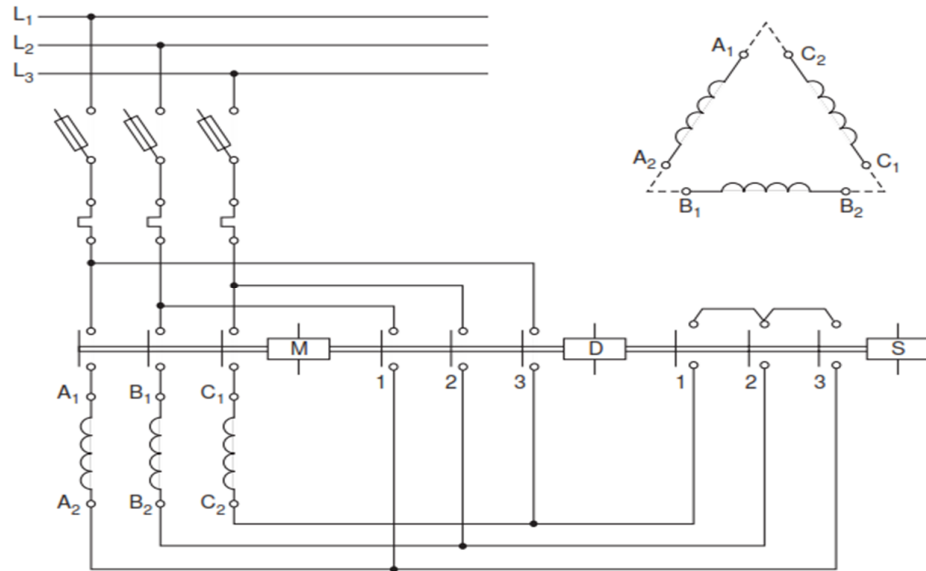 L₁
L₂
L₃
A₁ C₂
A₂ C₁
B₁ B₂
M D S
1 2 3 1 2 3
A₁ B₁ C₁
A₂ B₂ C₂